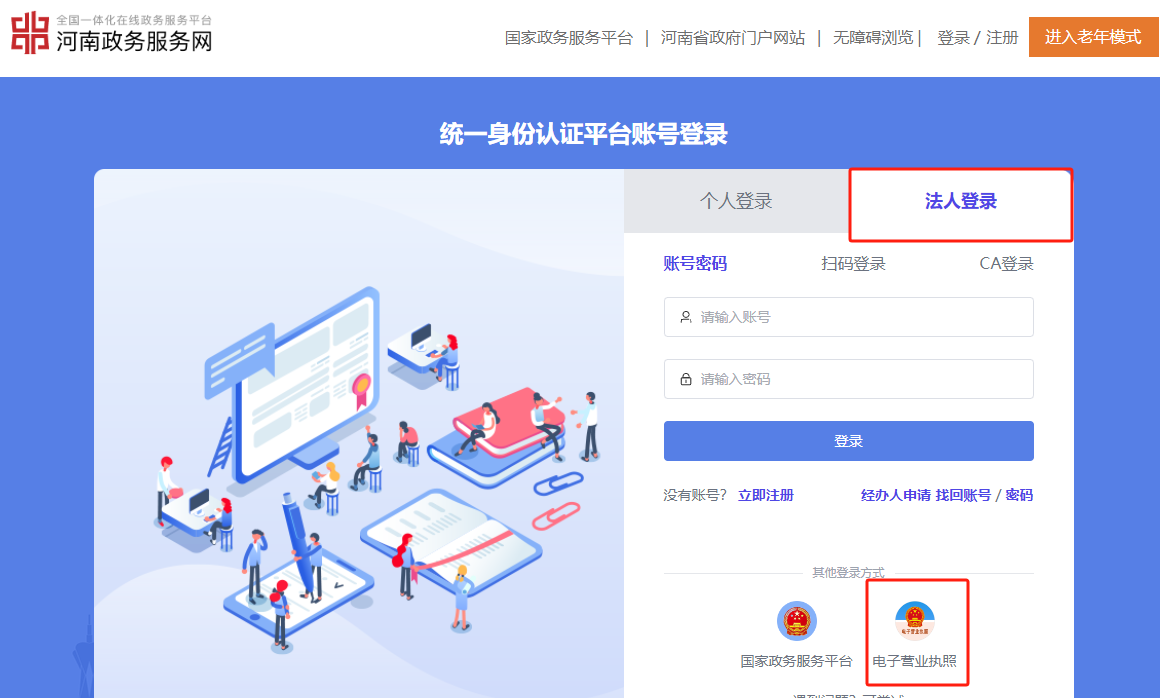 全国一体化在线政务服务平台
河南政务服务网
国家政务服务平台 | 河南省政府门户网站 | 无障碍浏览 | 登录 / 注册 进入老年模式
统一身份认证平台账号登录
个人登录 法人登录
账号密码 扫码登录 CA登录
请输入账号
请输入密码
登录
没有账号? 立即注册 经办人申请 找回账号 / 密码
其他登录方式
电子营业执照
国家政务服务平台 电子营业执照